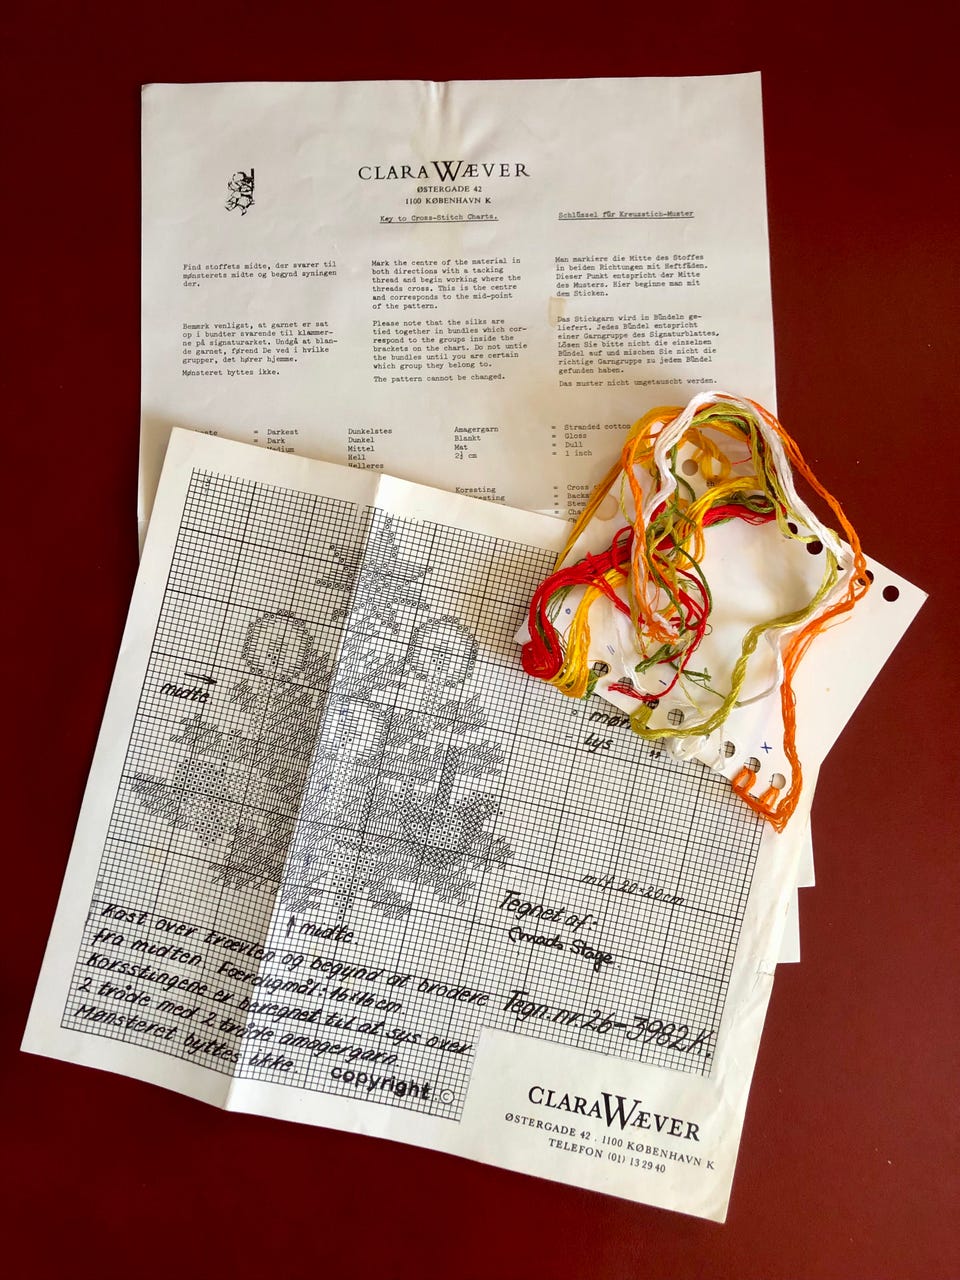 CLARA WÆVER
ØSTERGADE 42
1100 KØBENHAVN K
Key to Cross-Stitch Charts.
Schlüssel für Kreuzstich-Muster
Find stoffets midte, der svarer til
mønsterets midte og begynd syningen
der.
Bemærk venligst, at garnet er sat
op i bundter svarende til klammer-
ne på signaturarket. Undgå at blan-
de garnet, førend De ved i hvilke
grupper, det hører hjemme.
Mønsteret byttes ikke.
Mark the centre of the material in
both directions with a tacking
thread and begin working where the
threads cross. This is the centre
and corresponds to the mid-point
of the pattern.
Please note that the silks are
tied together in bundles which cor-
respond to the groups inside the
brackets on the chart. Do not untie
the bundles until you are certain
which group they belong to.
The pattern cannot be changed.
Man markiere die Mitte des Stoffes
in beiden Richtungen mit Heftfäden.
Dieser Punkt entspricht der Mitte
des Musters. Hier beginne man mit
dem Sticken.
Das Stickgarn wird in Bündeln ge-
liefert. Jedes Bündel entspricht
einer Garngruppe des Signaturblattes.
Lösen Sie bitte nicht die einzelnen
Bündel auf und mischen Sie nicht die
richtige Garngruppe zu jedem Bündel
gefunden haben.
Das muster nicht umgetauscht werden.
= Darkest
= Dark
Medium
Dunkelstes
Dunkel
Mittel
Hell
Helleres
Amagergarn
Blankt
Mat
2½ cm
= Stranded cotton
= Gloss
= Dull
= 1 inch
Korssting
= Cross
=
= Stem
midte
lys
midte.
Kast over trævlen og begynd at brodere
fra midten. Færdigmål: 16x16cm
Korsstingene er beregnet til at sys over
2 tråde med 2 tråde amagergarn.
Mønsteret byttes ikke.
copyright ©
20-20cm
Tegnet af:
Tegn.nr. 26-3982K.
CLARA WÆVER
ØSTERGADE 42 . 1100 KØBENHAVN K
TELEFON (01) 13 29 40